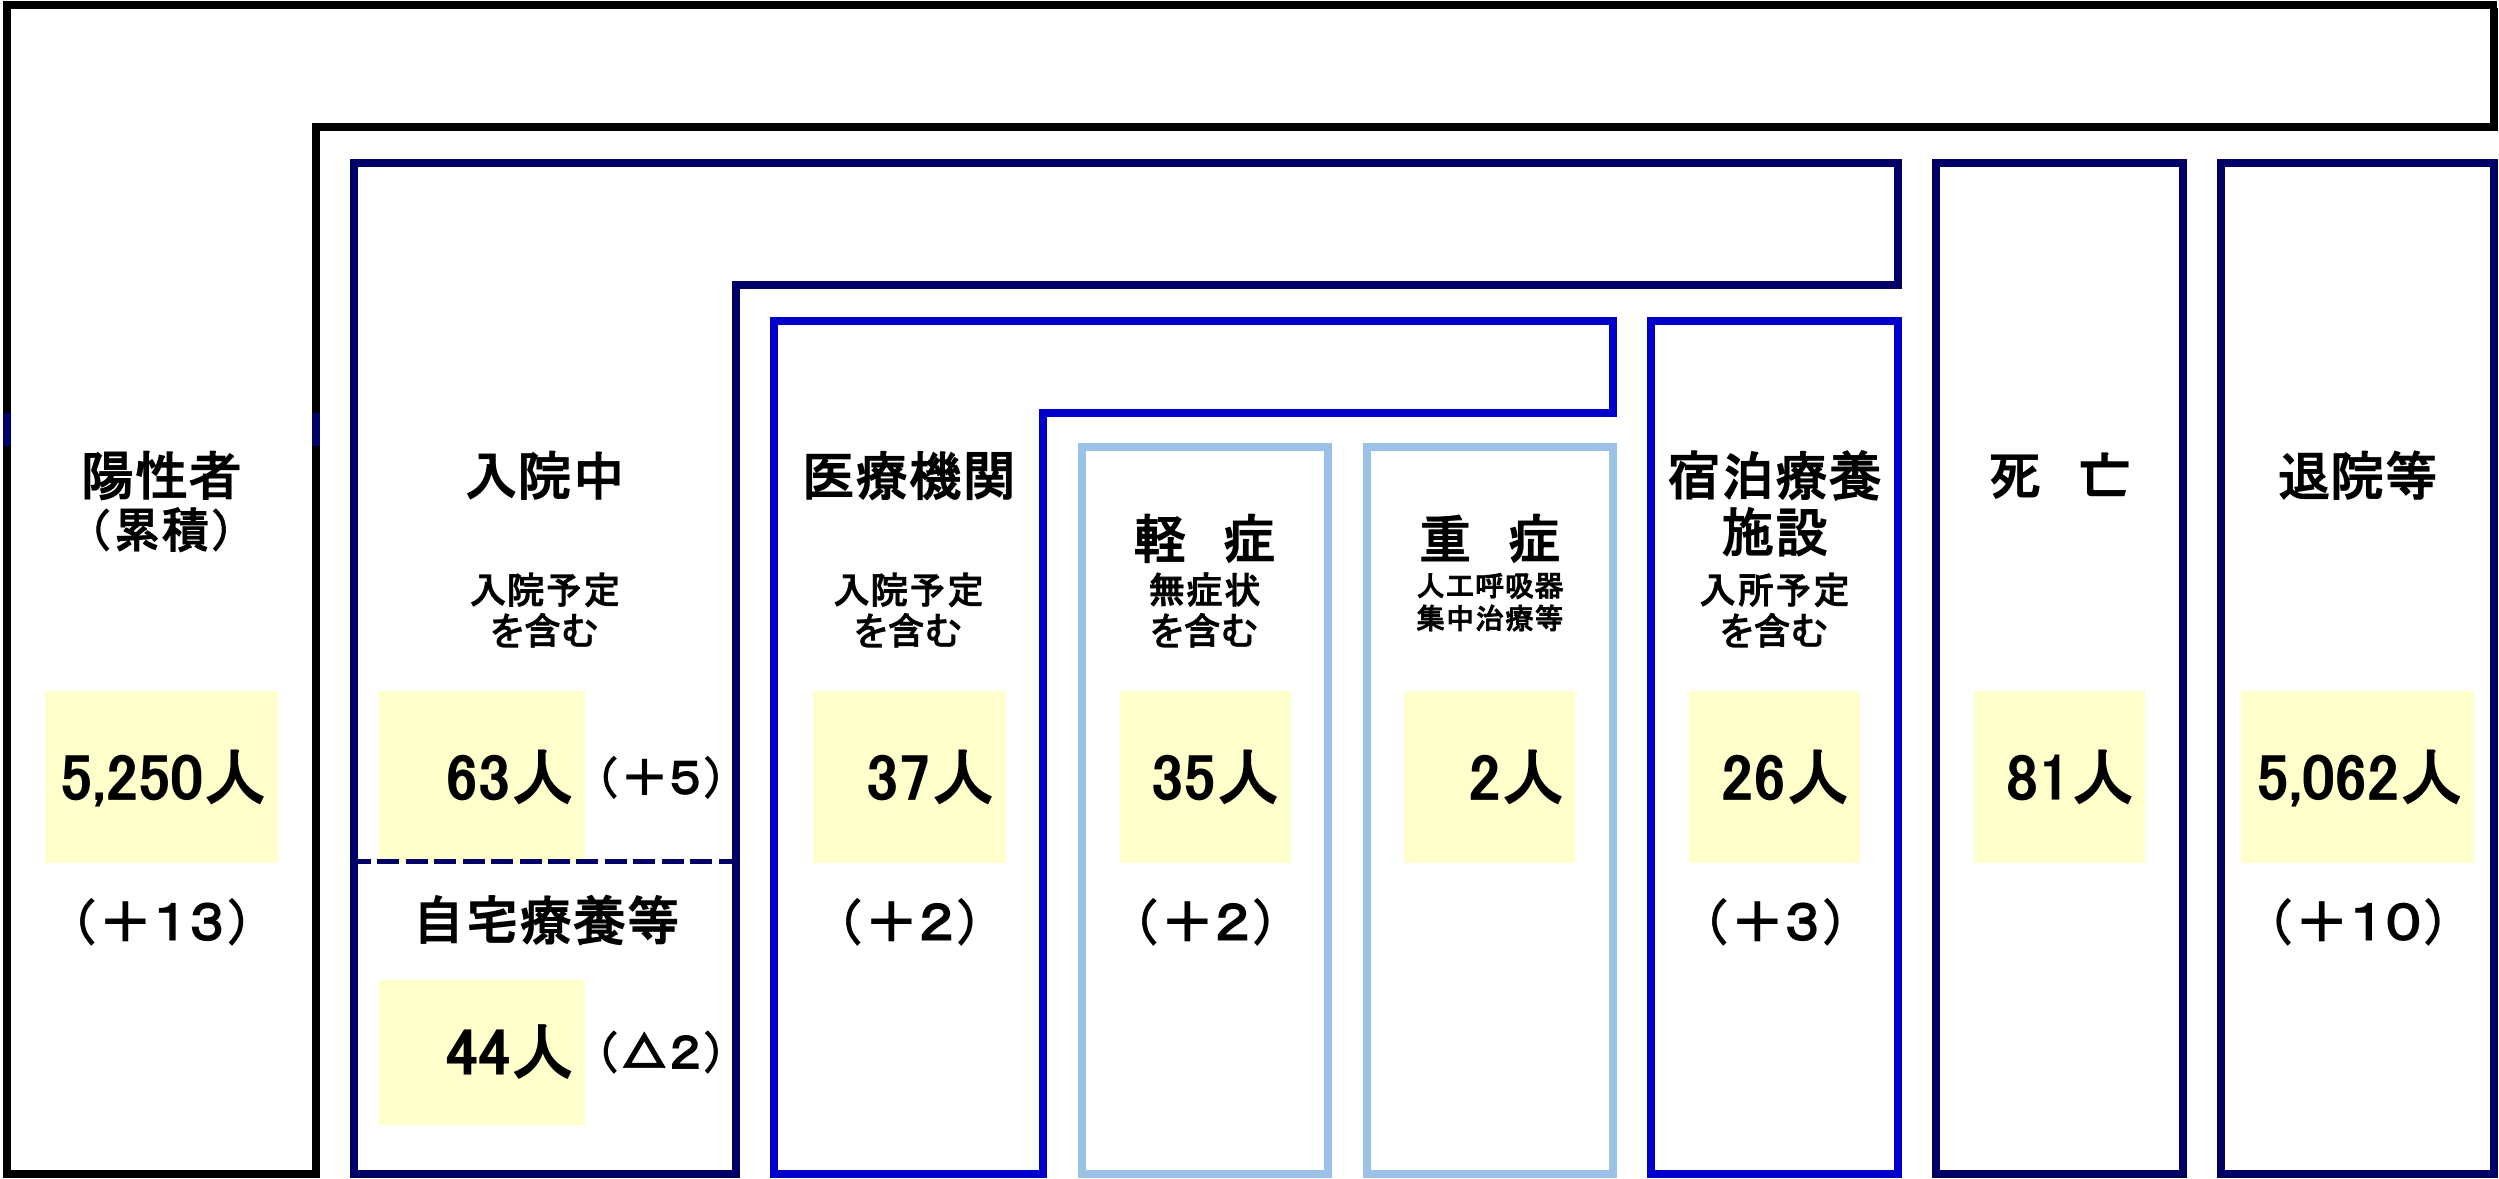 陽性者
（累積）
5,250人
（＋13）
入院中
入院予定
を含む
63人（＋5）
自宅療養等
44人（△2）
医療機関
入院予定
を含む
37人
（＋2）
軽　症
無症状
を含む
35人
（＋2）
重　症
人工呼吸器
集中治療等
2人
宿泊療養
施設
入所予定
を含む
26人
（＋3）
死　亡
81人
退院等
5,062人
（＋10）